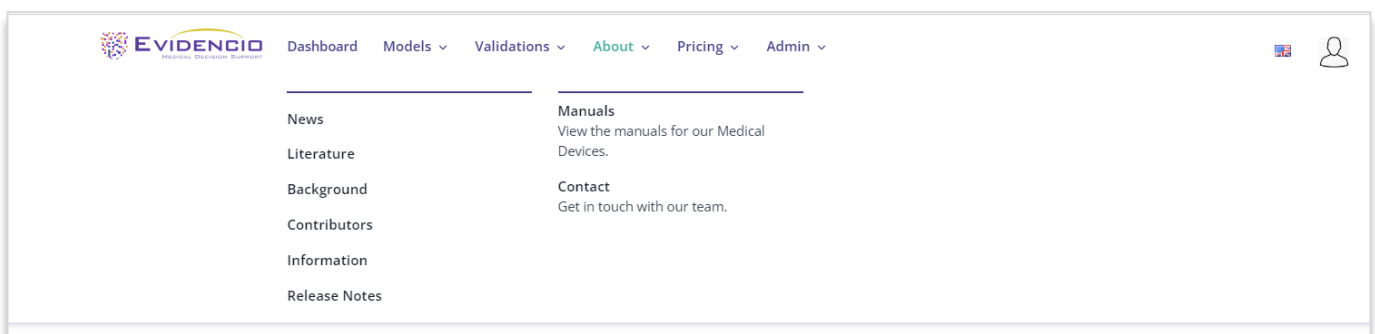 EVIDENCIO
MEDICAL DECISION SUPPORT
Dashboard Models Validations About Pricing Admin
News
Literature
Background
Contributors
Information
Release Notes
Manuals
View the manuals for our Medical
Devices.
Contact
Get in touch with our team.